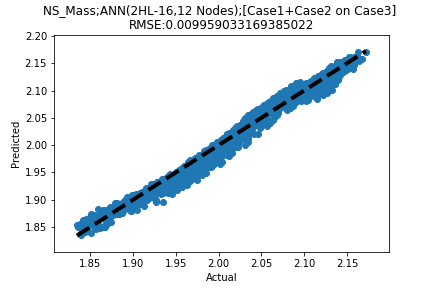 NS_Mass;ANN(2HL-16,12 Nodes);[Case1+Case2 on Case3]
RMSE:0.009959033169385022
2.20
2.15
2.10
2.05
2.00
1.95
1.90
1.85
Predicted
1.85 1.90 1.95 2.00 2.05 2.10 2.15
Actual